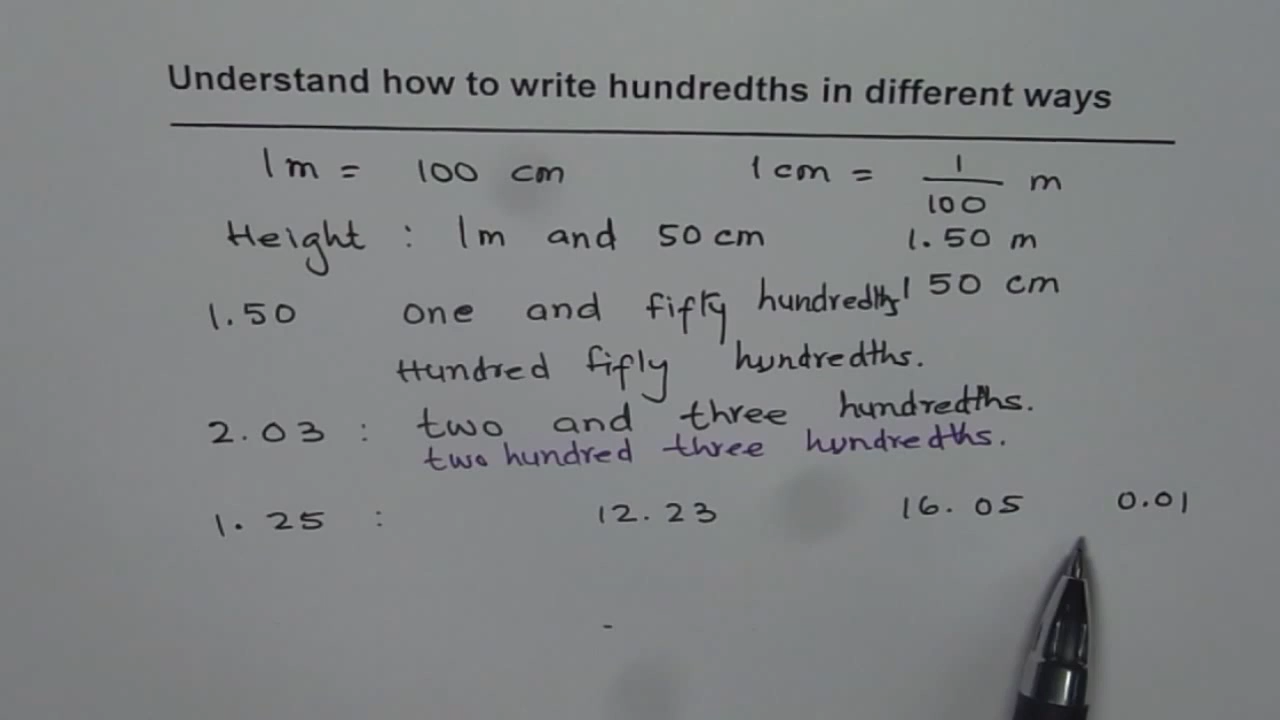 Understand how to write hundredths in different ways
1m = 100 cm 1 cm = 1/100 m
Height : 1m and 50 cm 1.50 m
150 cm
1.50 one and fifty hundredths
Hundred fifty hundredths.
2.03 : two and three hundredths.
two hundred three hundredths.
1.25 : 12.23 16.05 0.01